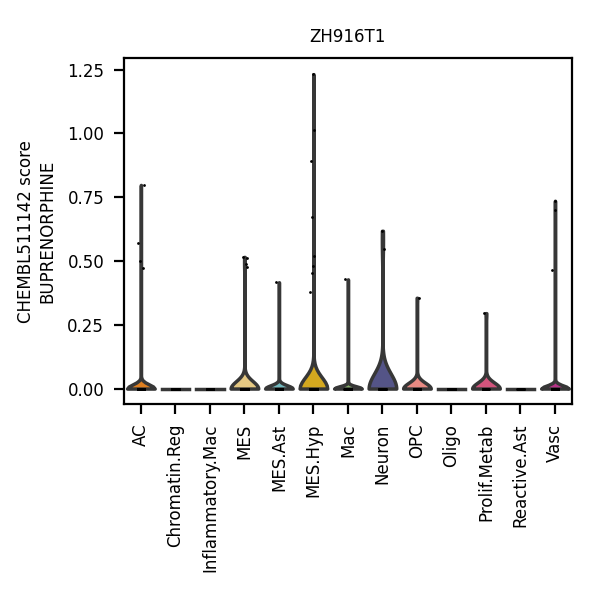 ZH916T1
CHEMBL511142 score
BUPRENORPHINE
1.25
1.00
0.75
0.50
0.25
0.00
AC
Chromatin.Reg
Inflammatory.Mac
MES
MES.Ast
MES.Hyp
Mac
Neuron
OPC
Oligo
Prolif.Metab
Reactive.Ast
Vasc